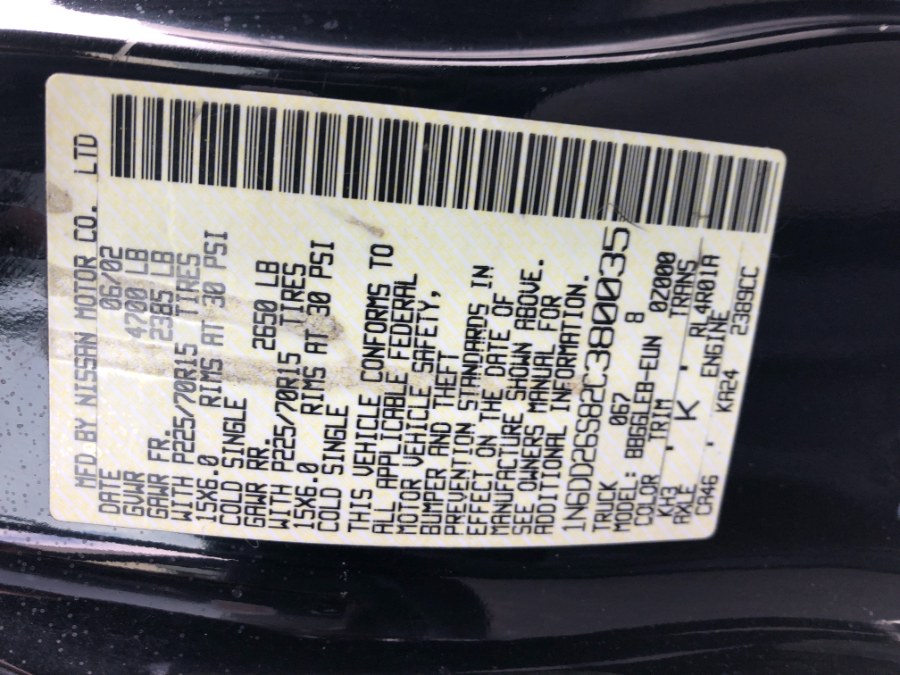 MFD BY NISSAN MOTOR CO. LTD
DATE 06/02
GVWR 4700 LB
GAWR FR. 2385 LB
WITH P225/70R15 TIRES
15X6.0 RIMS AT 30 PSI
COLD SINGLE
GAWR RR. 2650 LB
WITH P225/70R15 TIRES
15X6.0 RIMS AT 30 PSI
COLD SINGLE
THIS VEHICLE CONFORMS TO
ALL APPLICABLE FEDERAL
MOTOR VEHICLE SAFETY,
BUMPER AND THEFT
PREVENTION STANDARDS IN
EFFECT ON THE DATE OF
MANUFACTURE SHOWN ABOVE.
SEE OWNERS MANUAL FOR
ADDITIONAL INFORMATION.
1N6DD26S82C380035
TRUCK 067 8
MODEL: BB6GLEB-EUN 0Z000
COLOR TRIM TRANS
KH3 K RL4R01A
AXLE ENGINE
CA46 KA24 2389CC